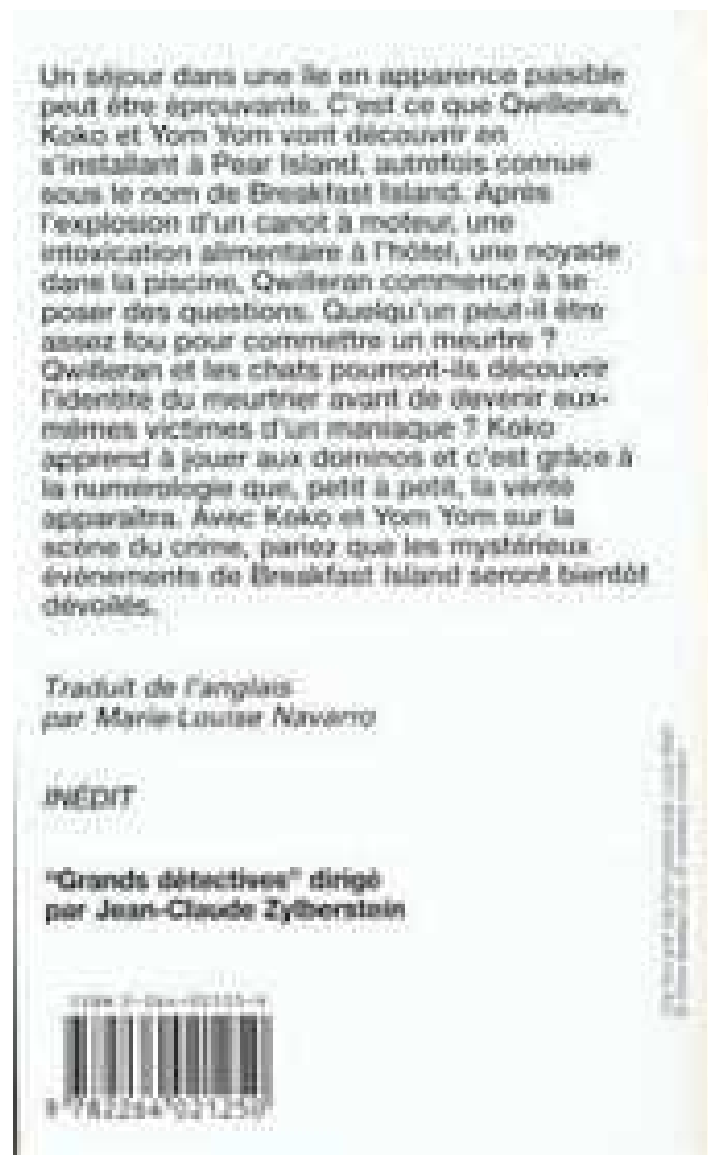 Un séjour dans une île en apparence paisible
peut être éprouvante. C'est ce que Qwilleran,
Koko et Yom Yom vont découvrir en
s'installant à Pear Island, autrefois connue
sous le nom de Breakfast Island. Après
l'explosion d'un canot à moteur, une
intoxication alimentaire à l'hôtel, une noyade
dans la piscine, Qwilleran commence à se
poser des questions. Quelqu'un peut-il être
assez fou pour commettre un meurtre ?
Qwilleran et les chats pourront-ils découvrir
l'identité du meurtrier avant de devenir eux-
mêmes victimes d'un maniaque ? Koko
apprend à jouer aux dominos et c'est grâce à
la numérologie que, petit à petit, la vérité
apparaîtra. Avec Koko et Yom Yom sur la
scène du crime, pariez que les mystérieux
événements de Breakfast Island seront bientôt
dévoilés.
Traduit de l'anglais
par Marie-Louise Navarro
INÉDIT
"Grands détectives" dirigé
par Jean-Claude Zylberstein
9 782264 021250